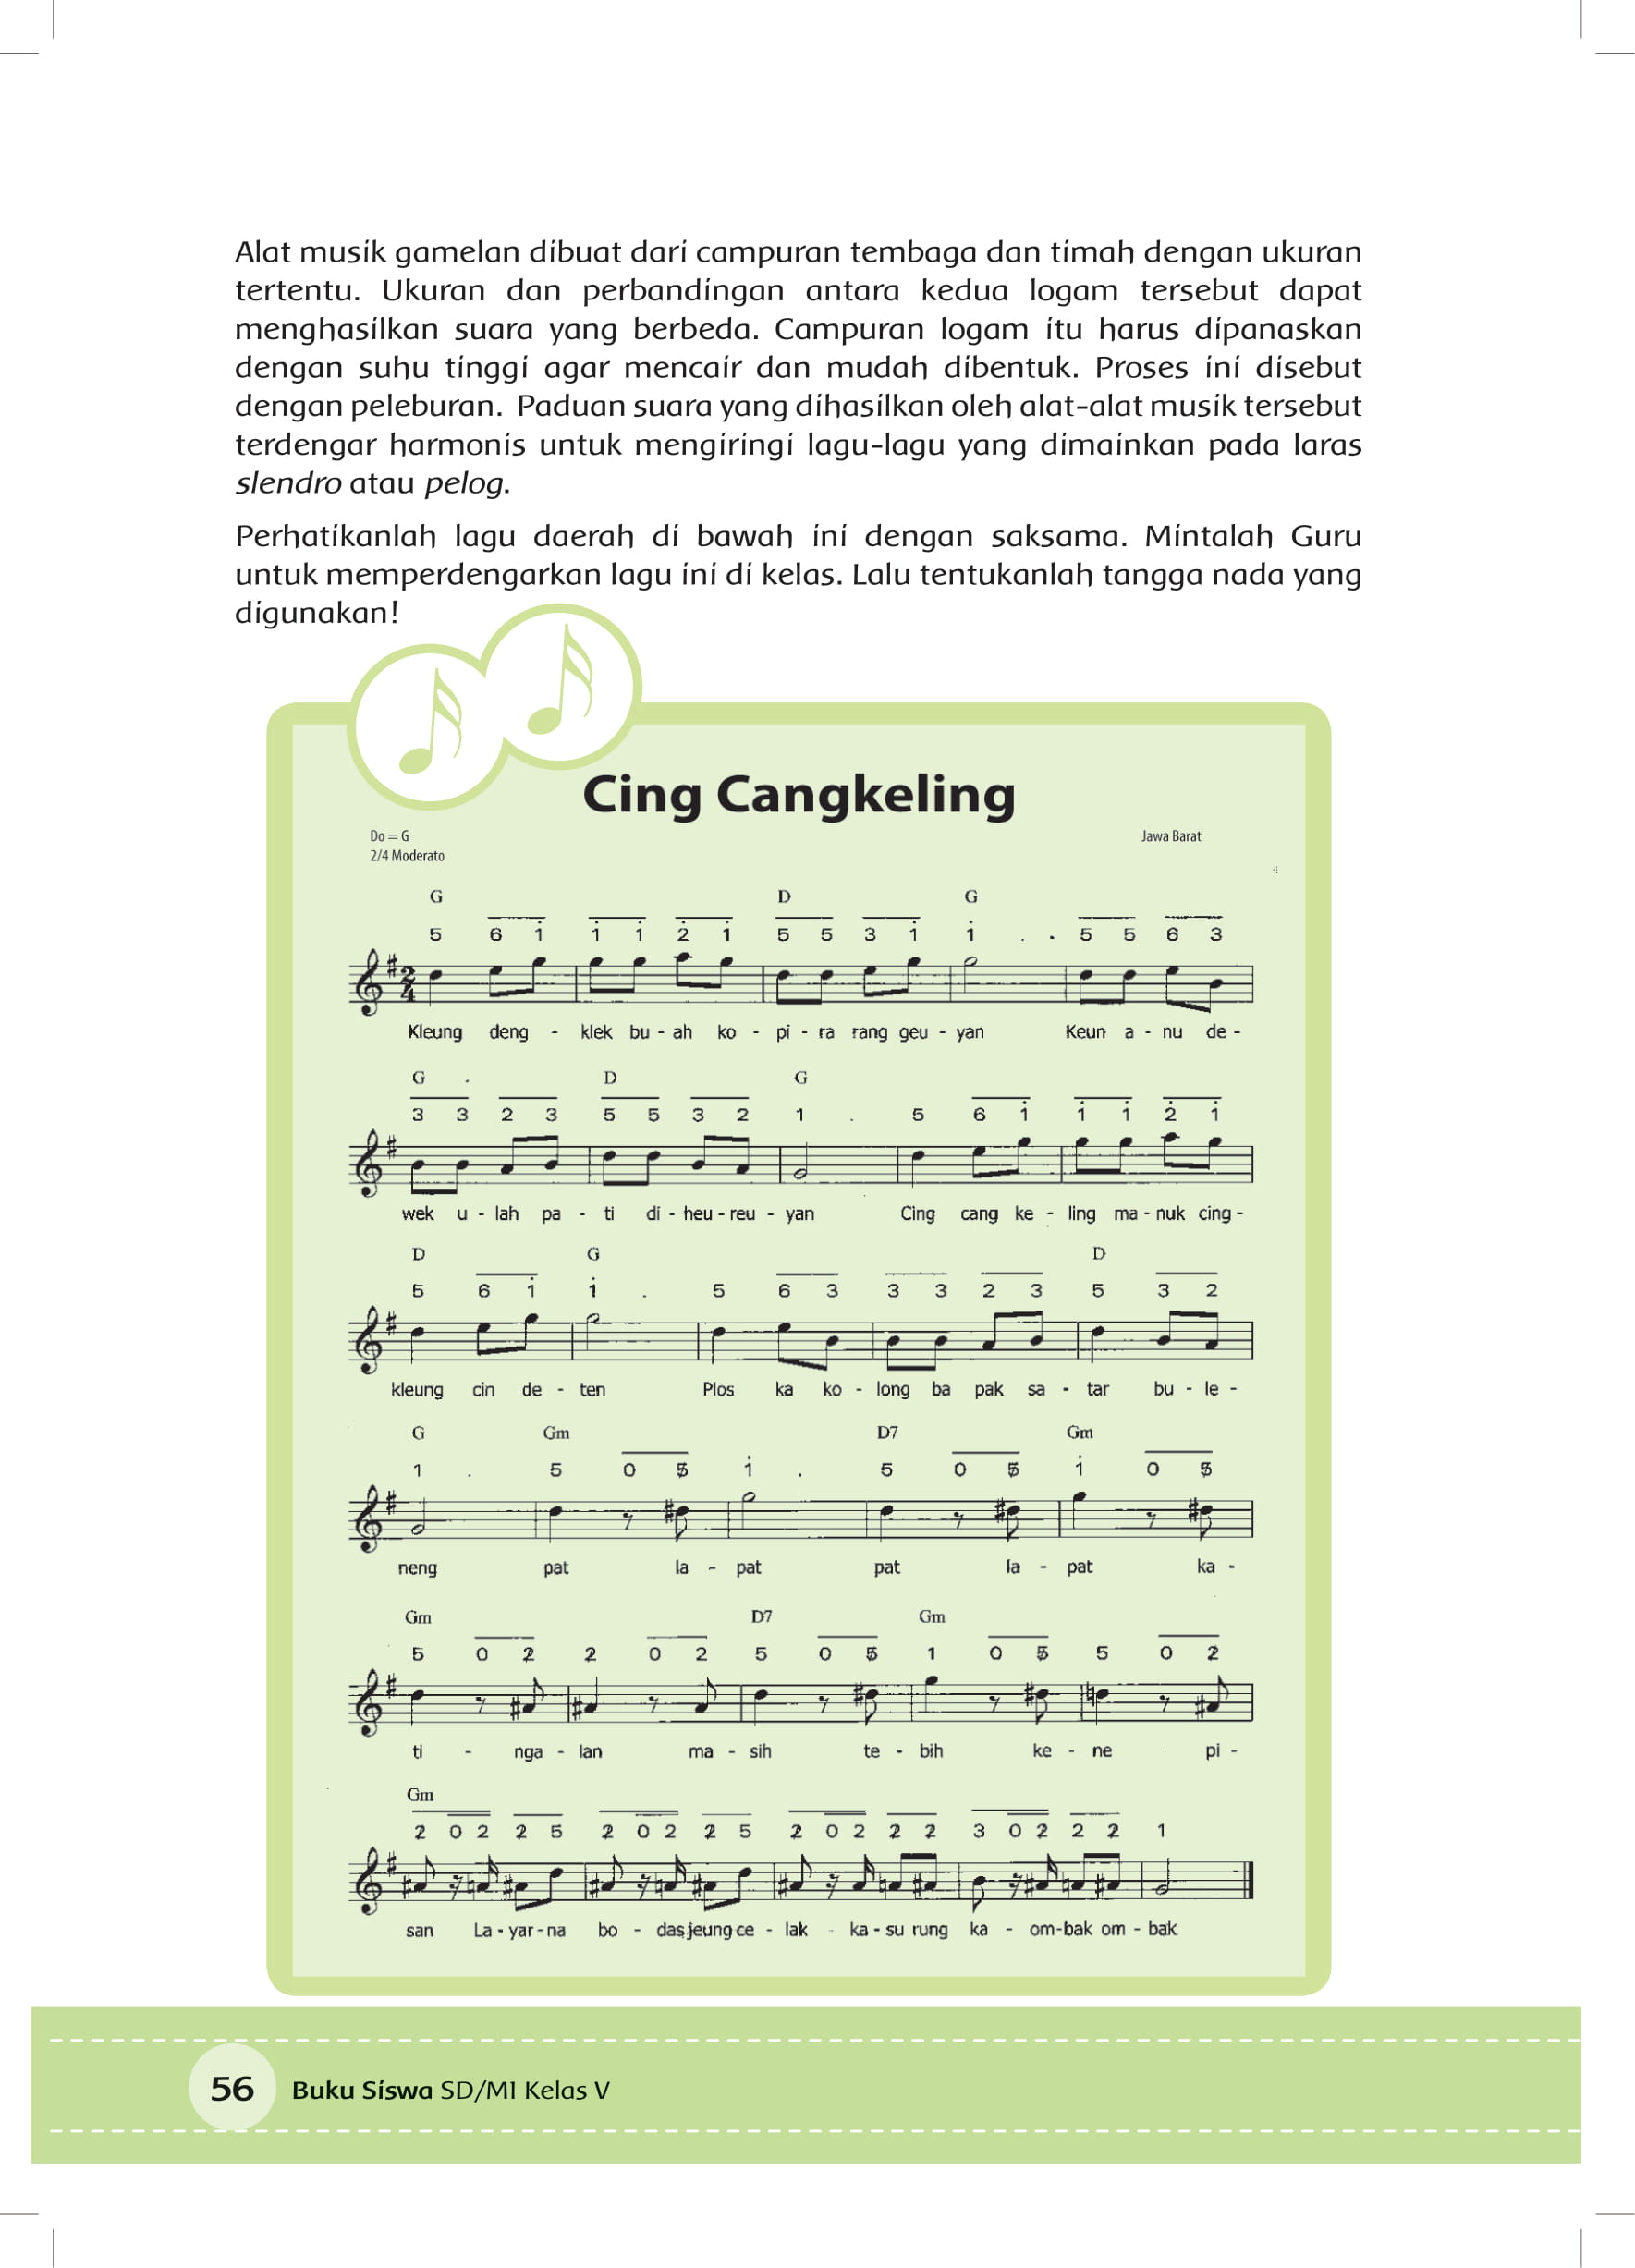 Alat musik gamelan dibuat dari campuran tembaga dan timah dengan ukuran
tertentu. Ukuran dan perbandingan antara kedua logam tersebut dapat
menghasilkan suara yang berbeda. Campuran logam itu harus dipanaskan
dengan suhu tinggi agar mencair dan mudah dibentuk. Proses ini disebut
dengan peleburan. Paduan suara yang dihasilkan oleh alat-alat musik tersebut
terdengar harmonis untuk mengiringi lagu-lagu yang dimainkan pada laras
slendro atau pelog.
Perhatikanlah lagu daerah di bawah ini dengan saksama. Mintalah Guru
untuk memperdengarkan lagu ini di kelas. Lalu tentukanlah tangga nada yang
digunakan!
Cing Cangkeling
Do = G Jawa Barat
2/4 Moderato
G D G
5 6 1̇ 1̇ 1̇ 2̇ 1̇ 5 5 3 1̇ 1̇ . . 5 5 6 3
2 4
Kleung deng - klek bu - ah ko - pi - ra rang geu - yan Keun a - nu de -
G . D G
3 3 2 3 5 5 3 2 1 . 5 6 1̇ 1̇ 1̇ 2̇ 1̇
wek u - lah pa - ti di - heu - reu - yan Cing cang ke - ling ma - nuk cing -
D G D
5 6 1̇ 1̇ . 5 6 3 3 3 2 3 5 3 2
kleung cin de - ten Plos ka ko - long ba pak sa - tar bu - le -
G Gm D7 Gm
1 . 5 0 5̸ 1̇ . 5 0 5̸ 1̇ 0 5̸
neng pat la - pat pat la - pat ka -
Gm D7 Gm
5 0 2̸ 2̸ 0 2 5 0 5̸ 1 0 5̸ 5 0 2̸
ti - nga - lan ma - sih te - bih ke - ne pi -
Gm
2̸ 0 2 2̸ 5 2̸ 0 2 2̸ 5 2̸ 0 2 2̸ 2̸ 3 0 2̸ 2 2̸ 1
san La - yar - na bo - das jeung ce - lak - ka - su rung ka - om - bak om - bak
56 Buku Siswa SD/MI Kelas V